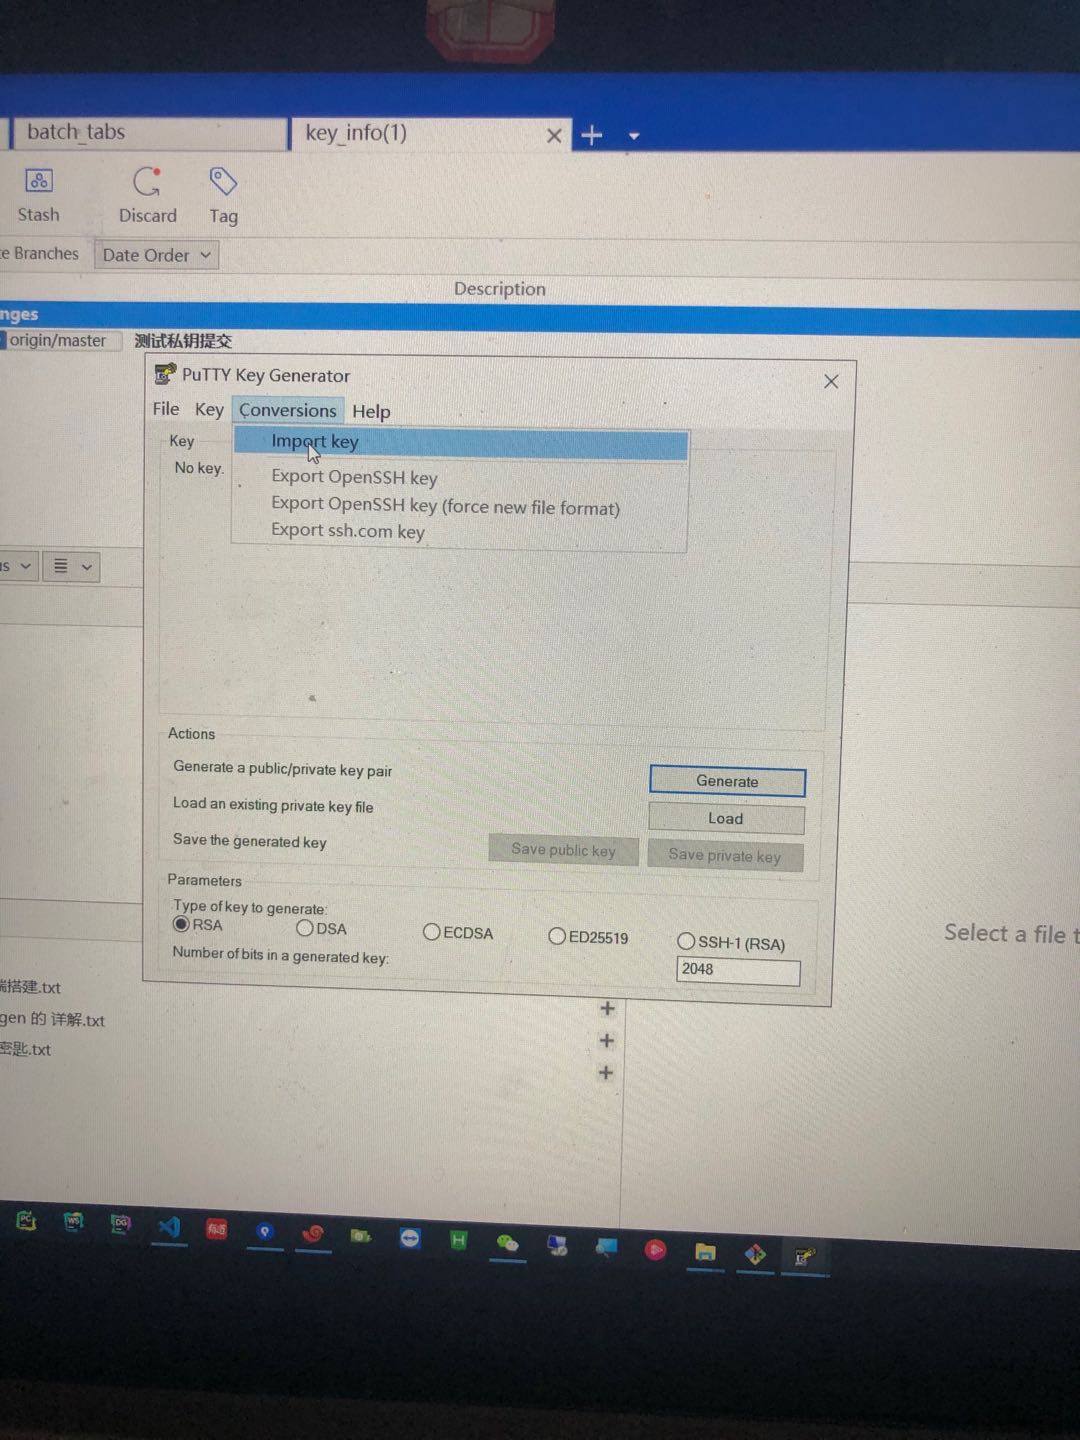 batch_tabs
key_info(1)
Stash
Discard
Tag
Branches
Date Order
Description
nges
origin/master
测试私钥提交
PuTTY Key Generator
File Key Conversions Help
Key
Import key
No key.
Export OpenSSH key
Export OpenSSH key (force new file format)
Export ssh.com key
Actions
Generate a public/private key pair
Generate
Load an existing private key file
Load
Save the generated key
Save public key
Save private key
Parameters
Type of key to generate:
RSA
DSA
ECDSA
ED25519
SSH-1 (RSA)
Number of bits in a generated key:
2048
Select a file t
搭建.txt
gen 的 详解.txt
密匙.txt
PC
WS
DG
有道
H